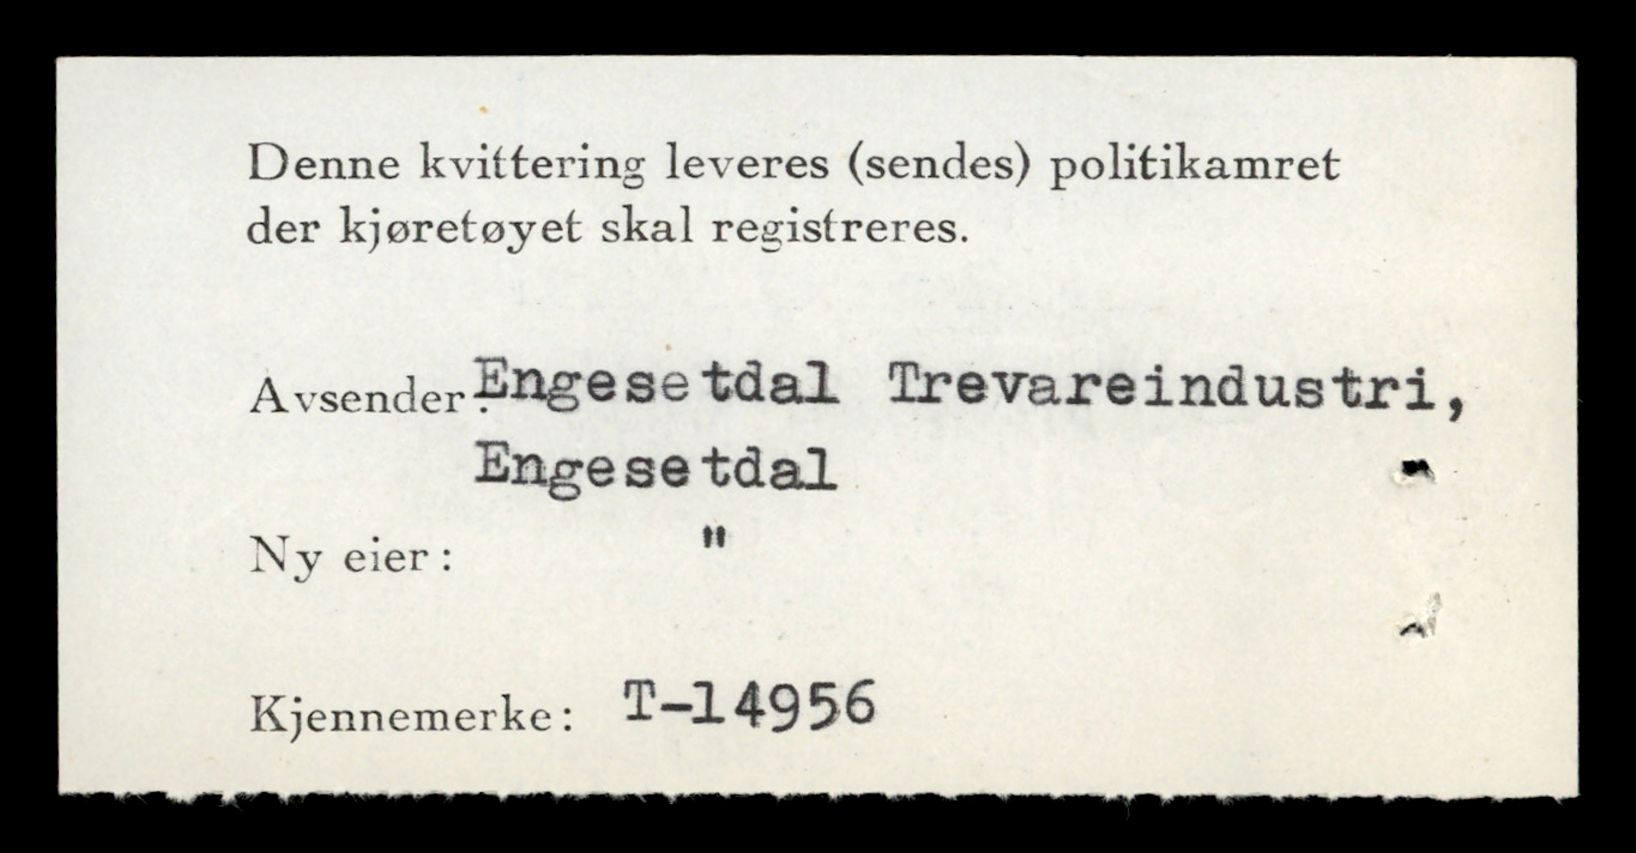 Denne kvittering leveres (sendes) politikamret
der kjøretøyet skal registreres.
Avsender: Engesetdal Trevareindustri,
Engesetdal
Ny eier: "
Kjennemerke: T-14956